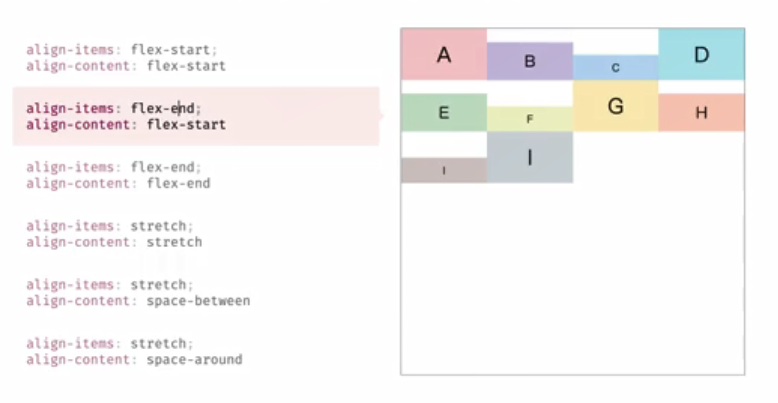 align-items: flex-start;
align-content: flex-start
align-items: flex-end;
align-content: flex-start
align-items: flex-end;
align-content: flex-end
align-items: stretch;
align-content: stretch
align-items: stretch;
align-content: space-between
align-items: stretch;
align-content: space-around
A B C D
E F G H
I I